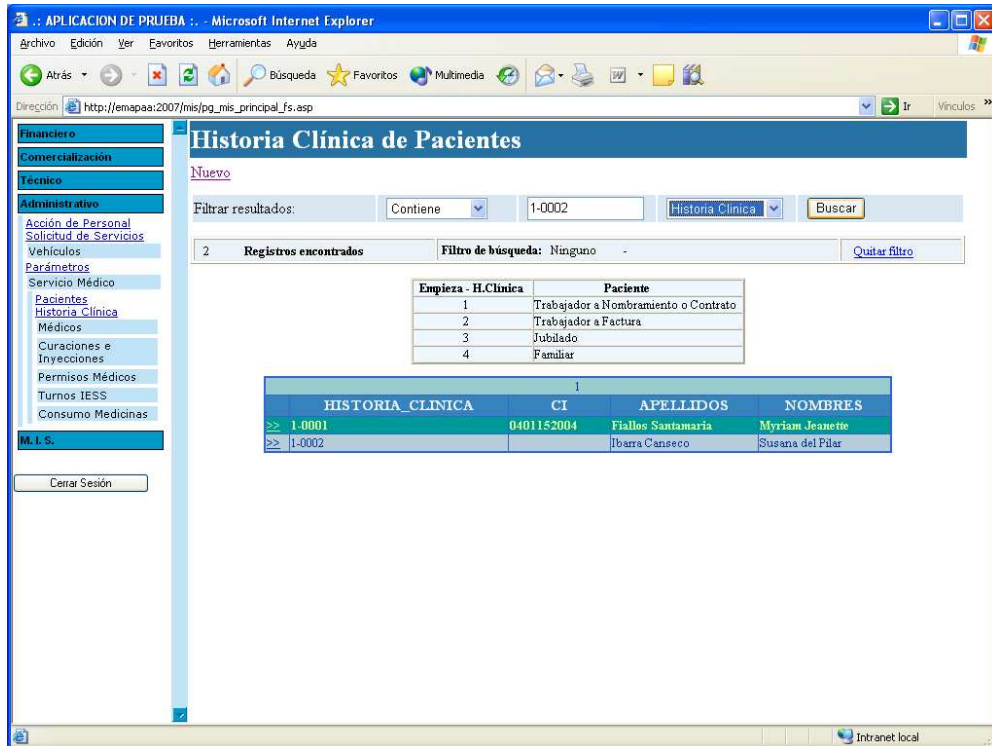 .: APLICACION DE PRUEBA :. - Microsoft Internet Explorer
Archivo Edición Ver Favoritos Herramientas Ayuda
Atrás Búsqueda Favoritos Multimedia
Dirección http://emapaa:2007/mis/pg_mis_principal_fs.asp Ir Vínculos »
Financiero
Comercialización
Técnico
Administrativo
Acción de Personal
Solicitud de Servicios
Vehículos
Parámetros
Servicio Médico
Pacientes
Historia Clínica
Médicos
Curaciones e
Inyecciones
Permisos Médicos
Turnos IESS
Consumo Medicinas
M. I. S.
Cerrar Sesión
Historia Clínica de Pacientes
Nuevo
Filtrar resultados: Contiene 1-0002 Historia Clinica Buscar
2 Registros encontrados Filtro de búsqueda: Ninguno - Quitar filtro
Empieza - H.Clínica Paciente
1 Trabajador a Nombramiento o Contrato
2 Trabajador a Factura
3 Jubilado
4 Familiar
1
HISTORIA_CLINICA CI APELLIDOS NOMBRES
>> 1-0001 0401152004 Fiallos Santamaria Myriam Jeanette
>> 1-0002 Ibarra Canseco Susana del Pilar
Intranet local